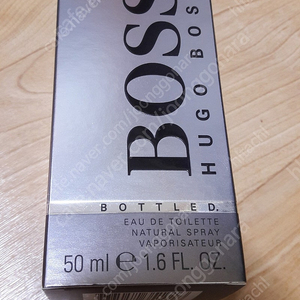 BOSS
HUGO BOSS
BOTTLED.
EAU DE TOILETTE
NATURAL SPRAY
VAPORISATEUR
50 ml ℮ 1.6 FL. OZ.